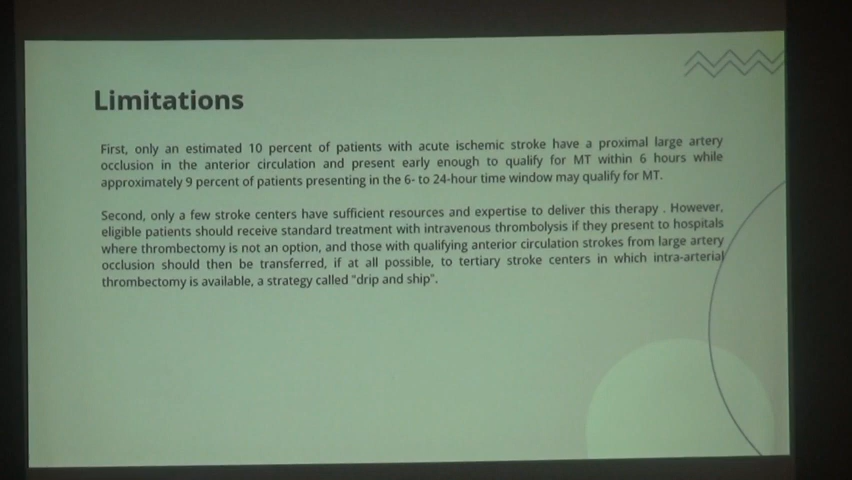 Limitations
First, only an estimated 10 percent of patients with acute ischemic stroke have a proximal large artery
occlusion in the anterior circulation and present early enough to qualify for MT within 6 hours while
approximately 9 percent of patients presenting in the 6- to 24-hour time window may qualify for MT.
Second, only a few stroke centers have sufficient resources and expertise to deliver this therapy . However,
eligible patients should receive standard treatment with intravenous thrombolysis if they present to hospitals
where thrombectomy is not an option, and those with qualifying anterior circulation strokes from large artery
occlusion should then be transferred, if at all possible, to tertiary stroke centers in which intra-arterial
thrombectomy is available, a strategy called "drip and ship".